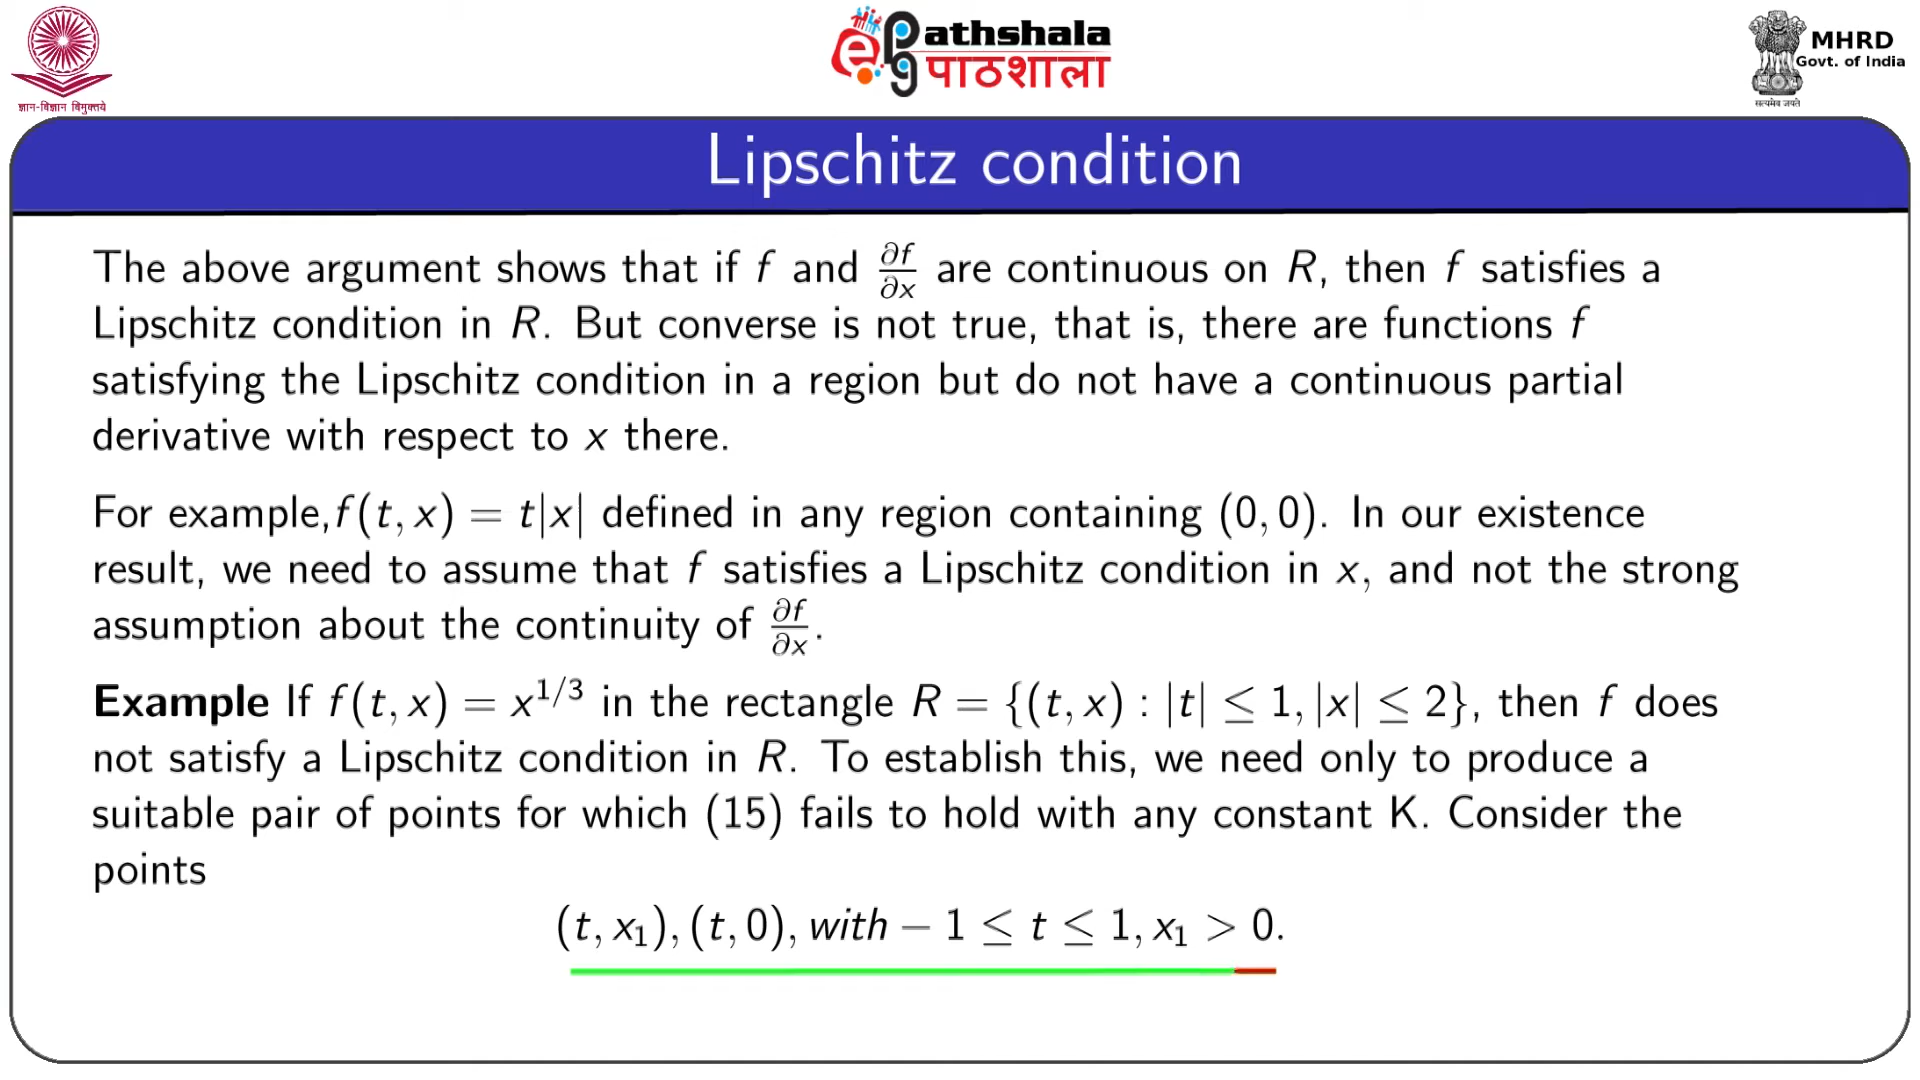 ज्ञान-विज्ञान विमुक्तये
e
Pathshala
पाठशाला
MHRD
Govt. of India
सत्यमेव जयते
Lipschitz condition
The above argument shows that if f and ∂f/∂x are continuous on R, then f satisfies a
Lipschitz condition in R. But converse is not true, that is, there are functions f
satisfying the Lipschitz condition in a region but do not have a continuous partial
derivative with respect to x there.
For example,f(t, x) = t|x| defined in any region containing (0, 0). In our existence
result, we need to assume that f satisfies a Lipschitz condition in x, and not the strong
assumption about the continuity of ∂f/∂x.
Example If f(t, x) = x^{1/3} in the rectangle R = {(t, x) : |t| ≤ 1, |x| ≤ 2}, then f does
not satisfy a Lipschitz condition in R. To establish this, we need only to produce a
suitable pair of points for which (15) fails to hold with any constant K. Consider the
points
(t, x₁), (t, 0), with − 1 ≤ t ≤ 1, x₁ > 0.